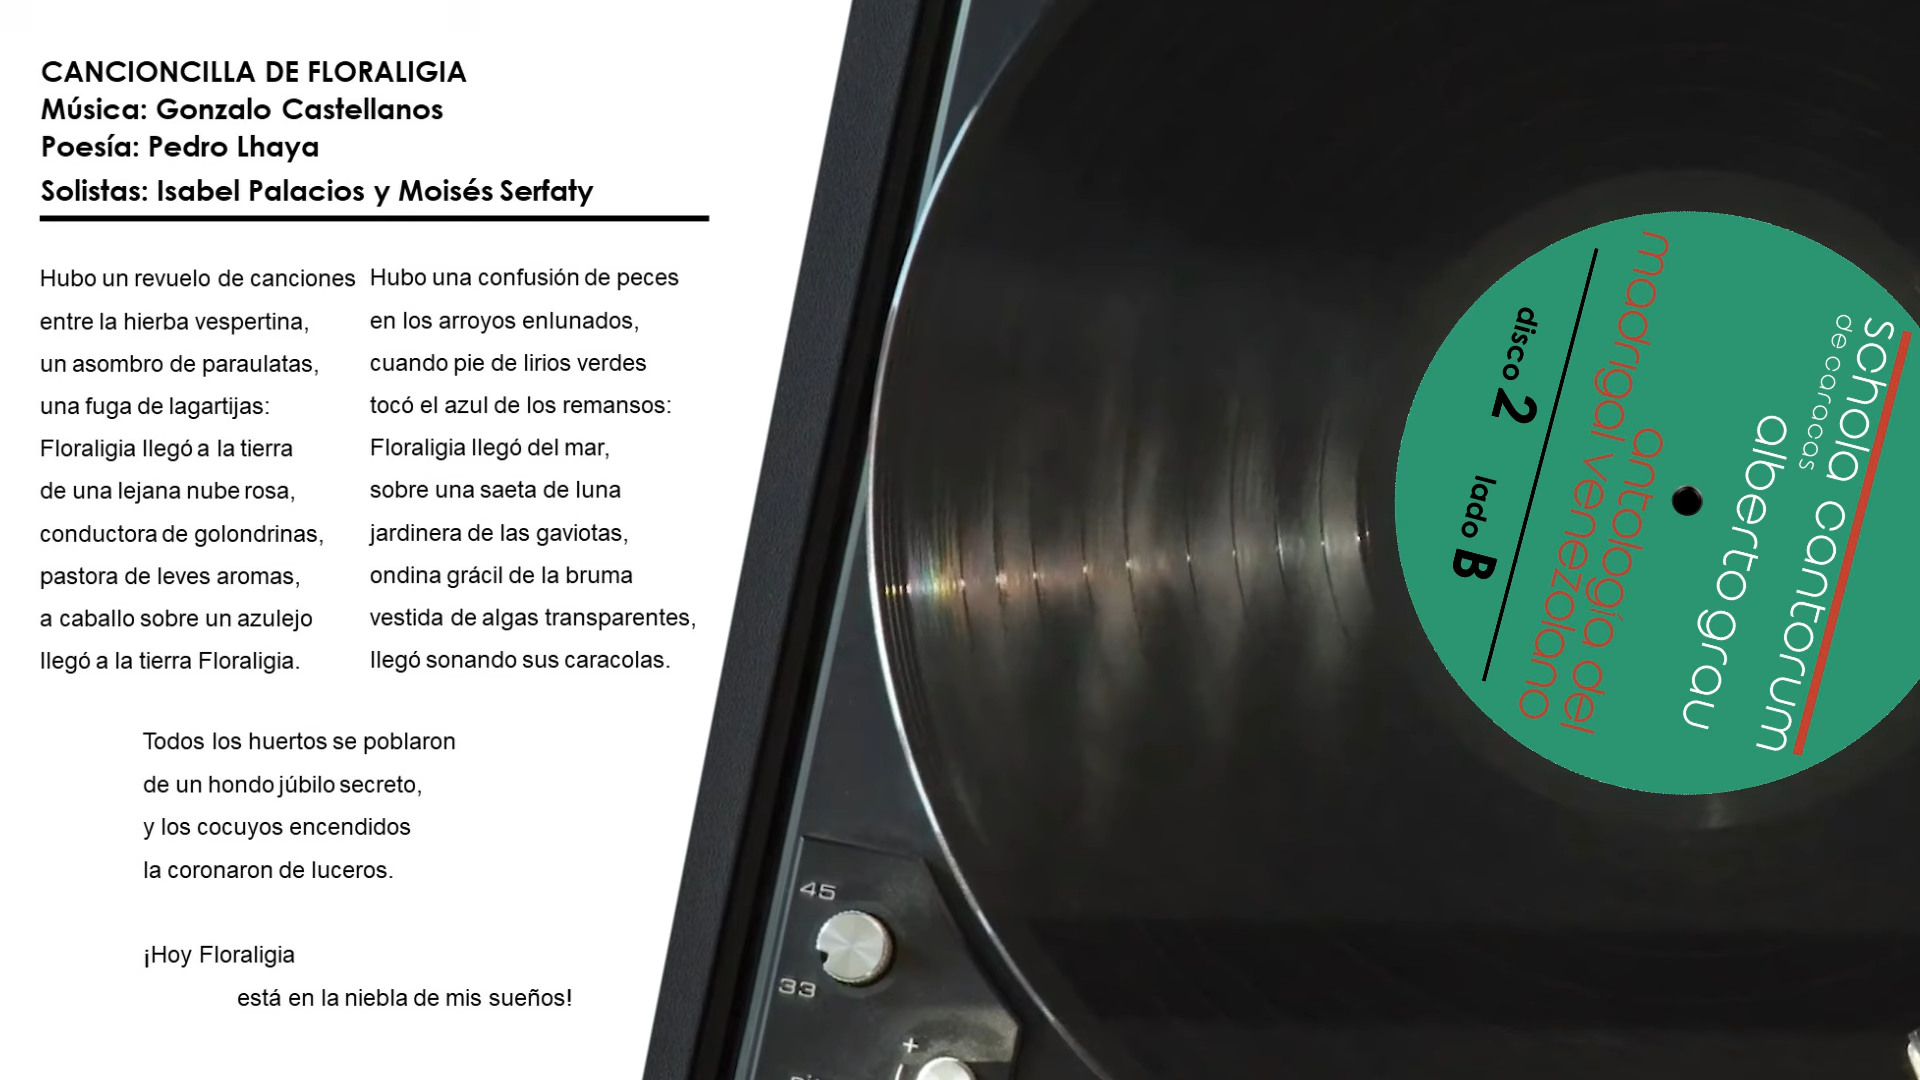 CANCIONCILLA DE FLORALIGIA
Música: Gonzalo Castellanos
Poesía: Pedro Lhaya
Solistas: Isabel Palacios y Moisés Serfaty
Hubo un revuelo de canciones
entre la hierba vespertina,
un asombro de paraulatas,
una fuga de lagartijas:
Floraligia llegó a la tierra
de una lejana nube rosa,
conductora de golondrinas,
pastora de leves aromas,
a caballo sobre un azulejo
llegó a la tierra Floraligia.
Hubo una confusión de peces
en los arroyos enlunados,
cuando pie de lirios verdes
tocó el azul de los remansos:
Floraligia llegó del mar,
sobre una saeta de luna
jardinera de las gaviotas,
ondina grácil de la bruma
vestida de algas transparentes,
llegó sonando sus caracolas.
Todos los huertos se poblaron
de un hondo júbilo secreto,
y los cocuyos encendidos
la coronaron de luceros.
¡Hoy Floraligia
está en la niebla de mis sueños!
schola cantorum
de caracas
alberto grau
antología del
madrigal venezolano
disco 2 lado B
45
33
+